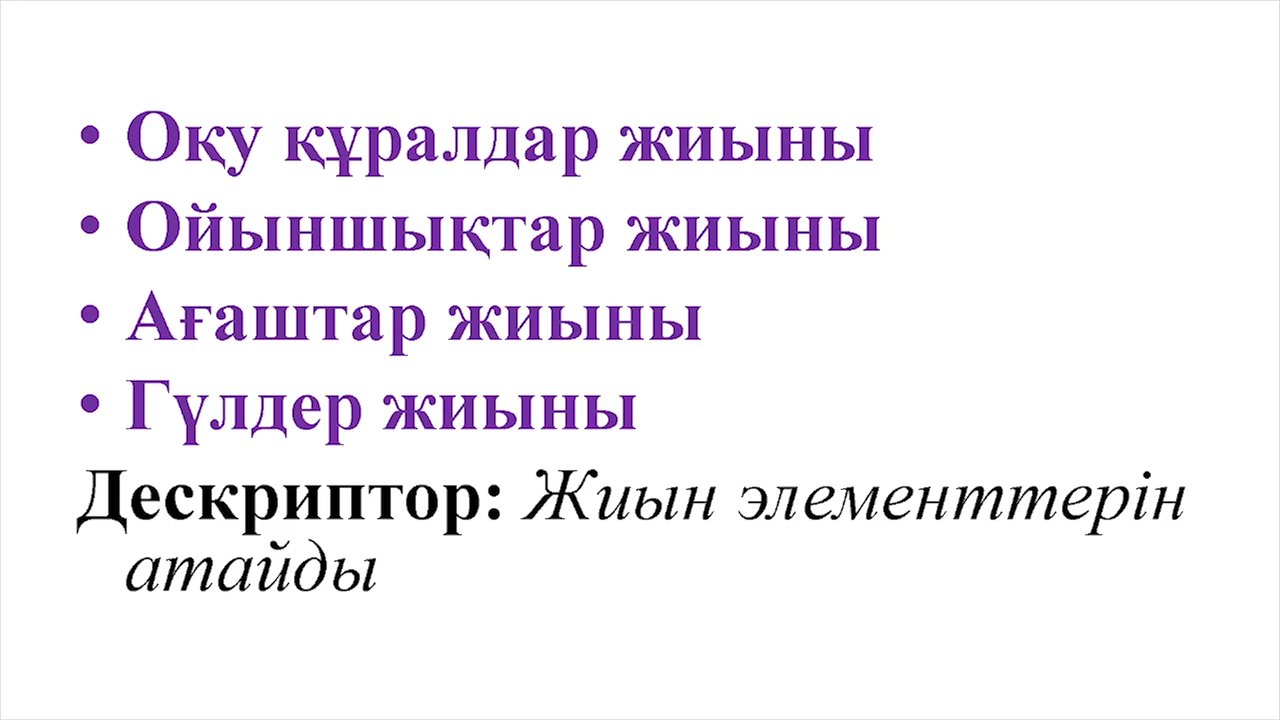 • Оқу құралдар жиыны
• Ойыншықтар жиыны
• Ағаштар жиыны
• Гүлдер жиыны
Дескриптор: Жиын элементтерін
атайды